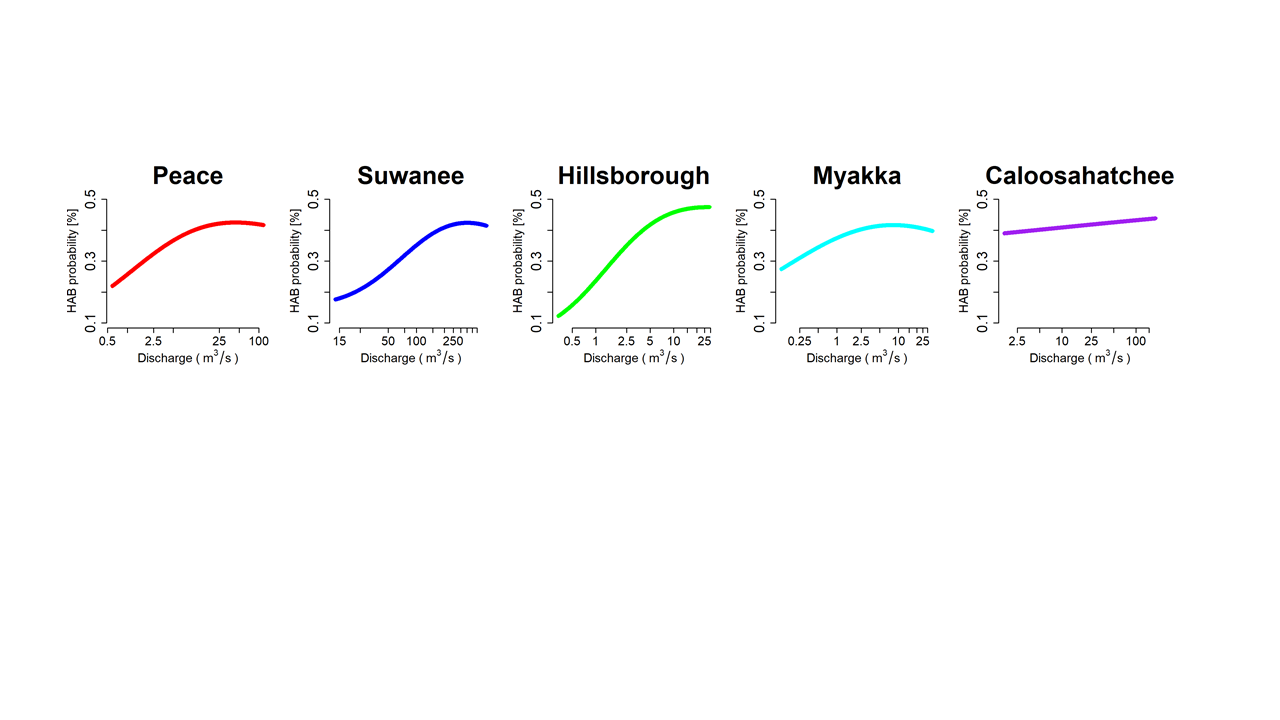 Peace
HAB probability [%]
0.5
0.3
0.1
0.5 2.5 25 100
Discharge ( m³/s )
Suwanee
HAB probability [%]
0.5
0.3
0.1
15 50 100 250
Discharge ( m³/s )
Hillsborough
HAB probability [%]
0.5
0.3
0.1
0.5 1 2.5 5 10 25
Discharge ( m³/s )
Myakka
HAB probability [%]
0.5
0.3
0.1
0.25 1 2.5 10 25
Discharge ( m³/s )
Caloosahatchee
HAB probability [%]
0.5
0.3
0.1
2.5 10 25 100
Discharge ( m³/s )